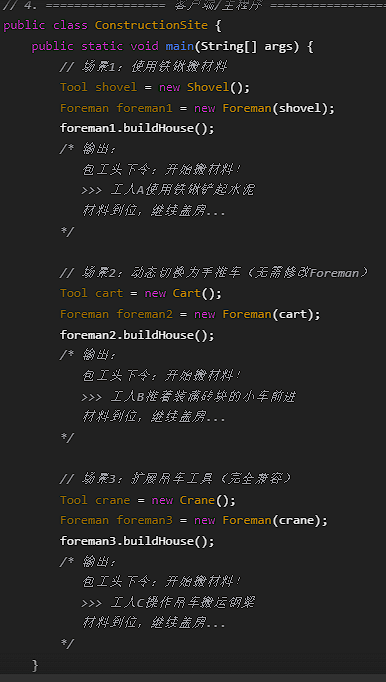 // 4. ================== 客户端/主程序 ==================
public class ConstructionSite {
    public static void main(String[] args) {
        // 场景1：使用铁锹搬材料
        Tool shovel = new Shovel();
        Foreman foreman1 = new Foreman(shovel);
        foreman1.buildHouse();
        /* 输出：
           包工头下令：开始搬材料！
           >>> 工人A使用铁锹铲起水泥
           材料到位，继续盖房...
        */

        // 场景2：动态切换为手推车（无需修改Foreman）
        Tool cart = new Cart();
        Foreman foreman2 = new Foreman(cart);
        foreman2.buildHouse();
        /* 输出：
           包工头下令：开始搬材料！
           >>> 工人B推着装满砖块的小车前进
           材料到位，继续盖房...
        */

        // 场景3：扩展吊车工具（完全兼容）
        Tool crane = new Crane();
        Foreman foreman3 = new Foreman(crane);
        foreman3.buildHouse();
        /* 输出：
           包工头下令：开始搬材料！
           >>> 工人C操作吊车搬运钢梁
           材料到位，继续盖房...
        */
    }